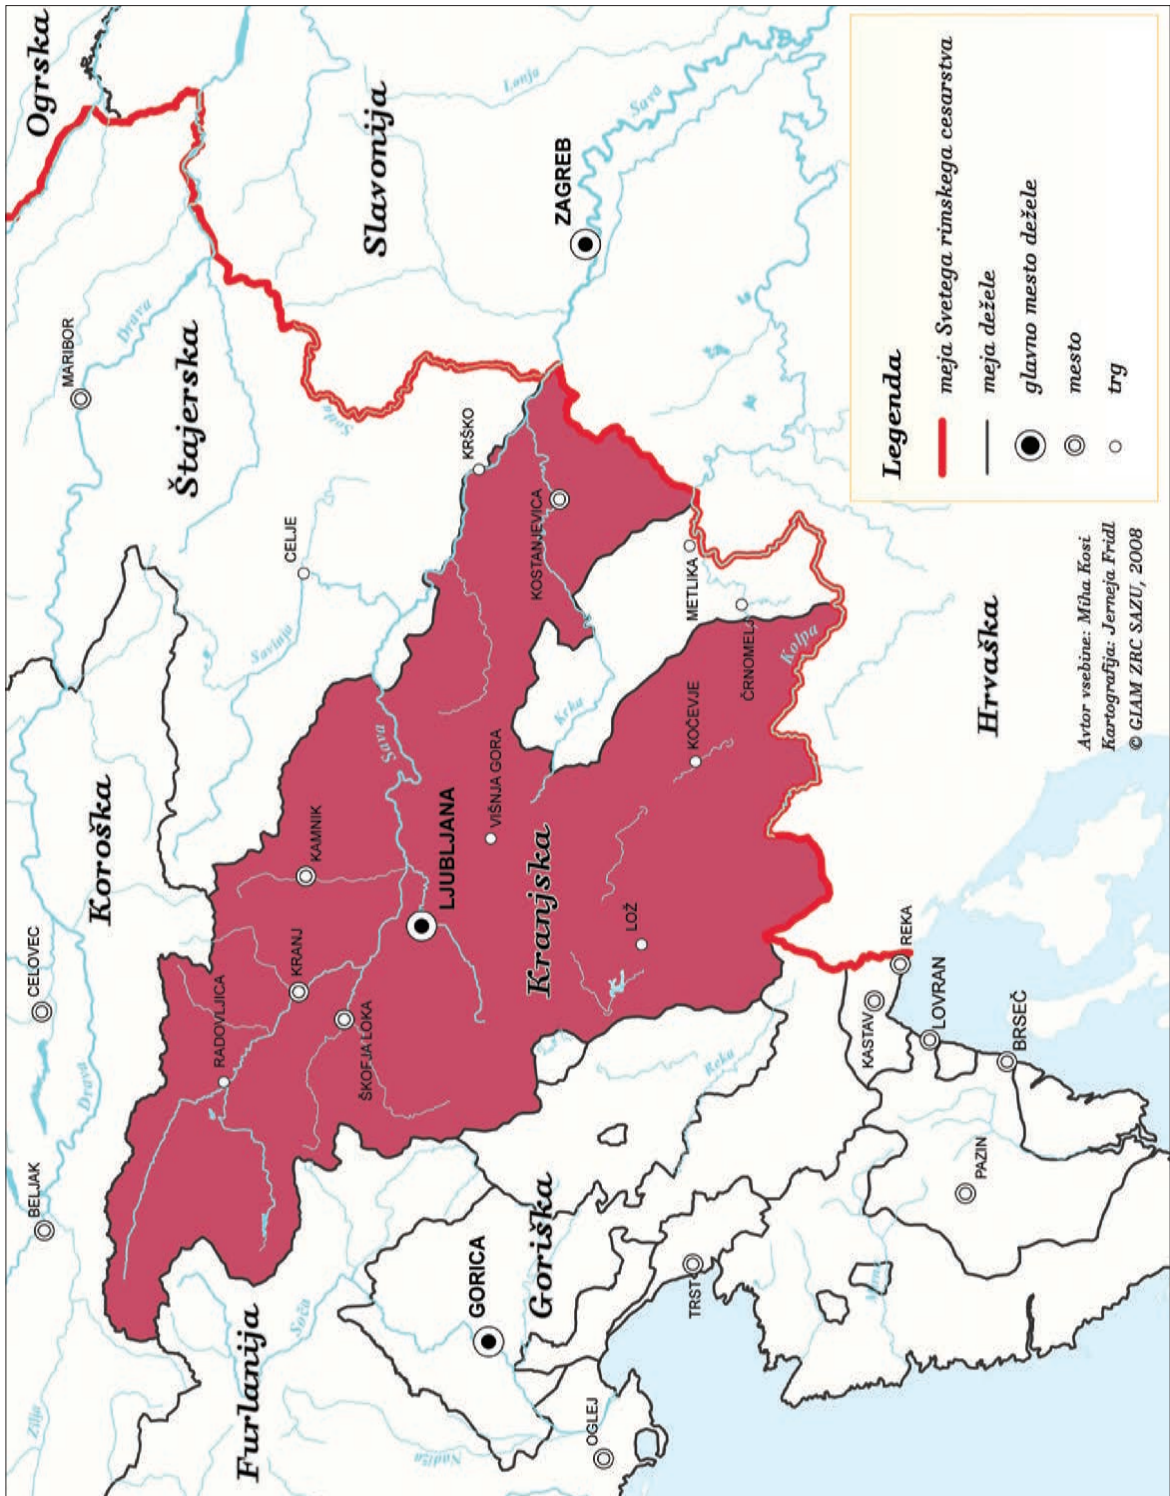 Ogrska
Koroška
Štajerska
Slavonija
Furlanija
Goriška
Kranjska
Hrvaška
BELJAK
CELOVEC
MARIBOR
RADOVLJICA
KRANJ
KAMNIK
CELJE
ŠKOFJA LOKA
LJUBLJANA
VIŠNJA GORA
KRŠKO
KOSTANJEVICA
ZAGREB
GORICA
OGLEJ
TRST
LOŽ
KOČEVJE
ČRNOMELJ
METLIKA
KASTAV
REKA
LOVRAN
BRSEČ
PAZIN
Zilja
Drava
Drava
Soča
Nadiža
Sava
Savinja
Sotla
Krka
Kolpa
Reka
Mirna
Lonja
Sava
Legenda
meja Svetega rimskega cesarstva
meja dežele
glavno mesto dežele
mesto
trg
Avtor vsebine: Miha Kosi
Kartografija: Jerneja Fridl
© GIAM ZRC SAZU, 2008